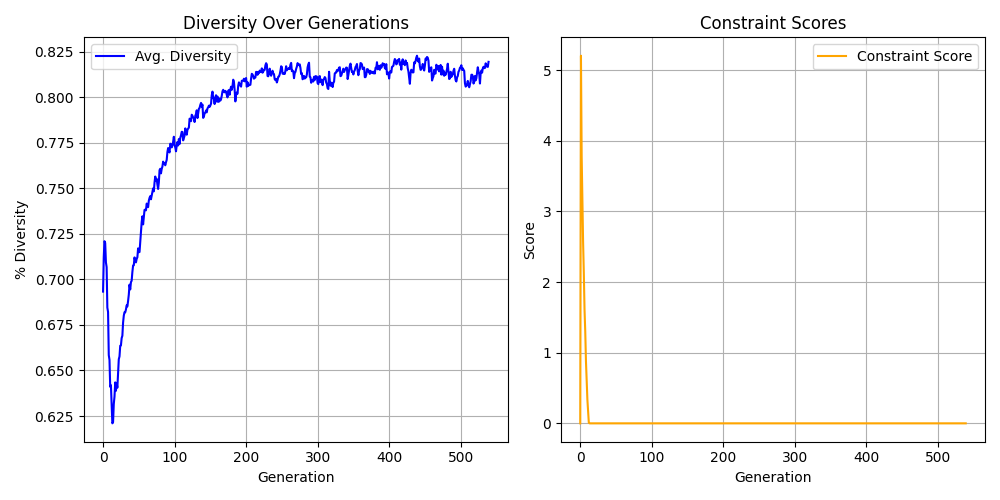 Diversity Over Generations
Avg. Diversity
0.825
0.800
0.775
0.750
0.725
0.700
0.675
0.650
0.625
% Diversity
0 100 200 300 400 500
Generation
Constraint Scores
Constraint Score
5
4
3
2
1
0
Score
0 100 200 300 400 500
Generation